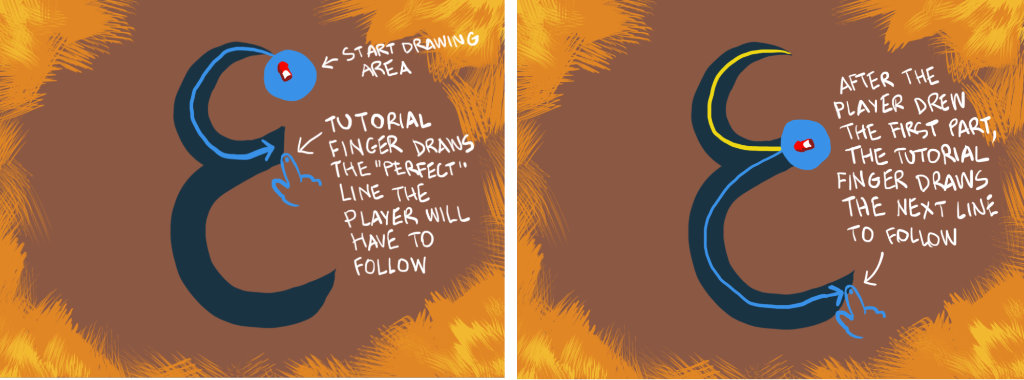 START DRAWING
AREA
TUTORIAL
FINGER DRAWS
THE "PERFECT"
LINE THE
PLAYER WILL
HAVE TO
FOLLOW
ع
AFTER THE
PLAYER DREW
THE FIRST PART,
THE TUTORIAL
FINGER DRAWS
THE NEXT LINE
TO FOLLOW
ع